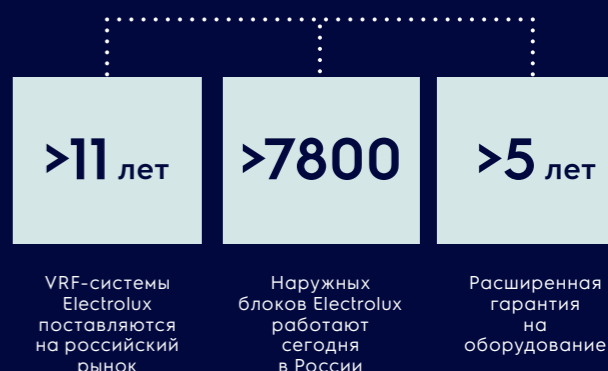 >11 лет
>7800
>5 лет
VRF-системы
Electrolux
поставляются
на российский
рынок
Наружных
блоков Electrolux
работают
сегодня
в России
Расширенная
гарантия
на
оборудование